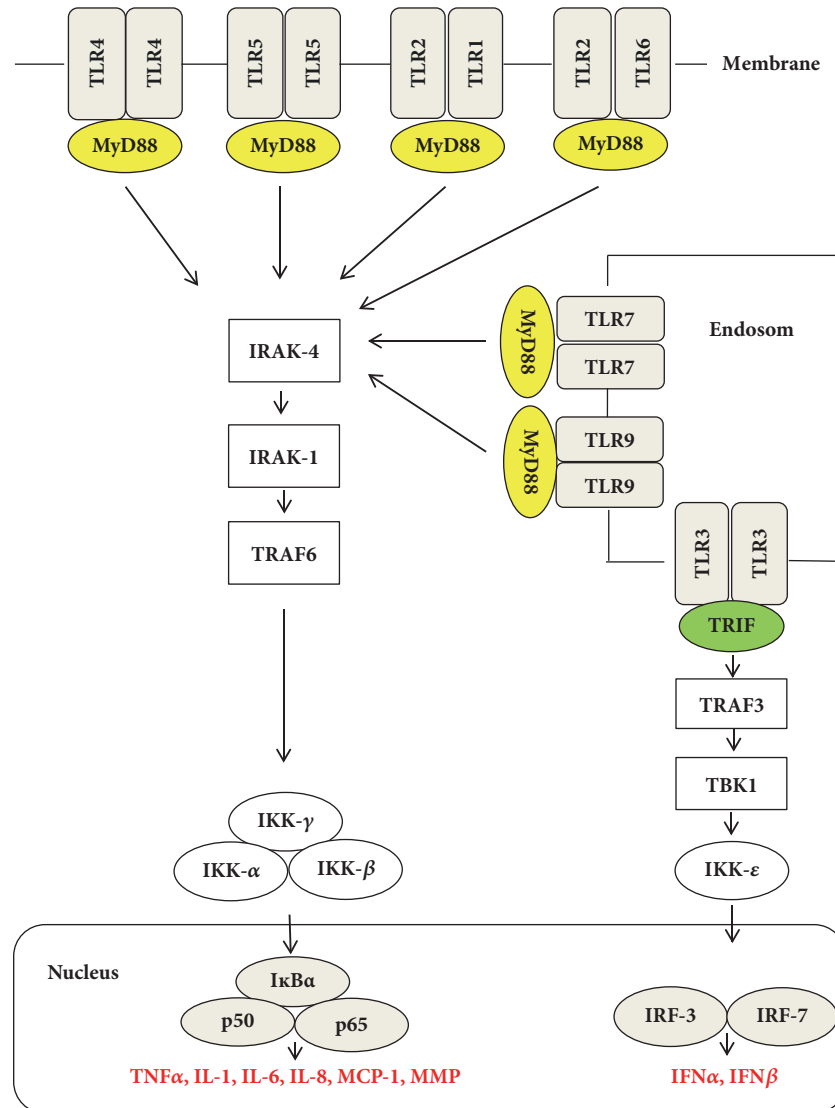 TLR4 TLR4 TLR5 TLR5 TLR2 TLR1 TLR2 TLR6
Membrane
MyD88 MyD88 MyD88 MyD88
MyD88
TLR7
TLR7
Endosom
IRAK-4
MyD88
TLR9
TLR9
IRAK-1
TRAF6
TLR3 TLR3
TRIF
TRAF3
TBK1
IKK-γ
IKK-α IKK-β
IKK-ε
Nucleus
IκBα
p50 p65
IRF-3 IRF-7
TNFα, IL-1, IL-6, IL-8, MCP-1, MMP
IFNα, IFNβ